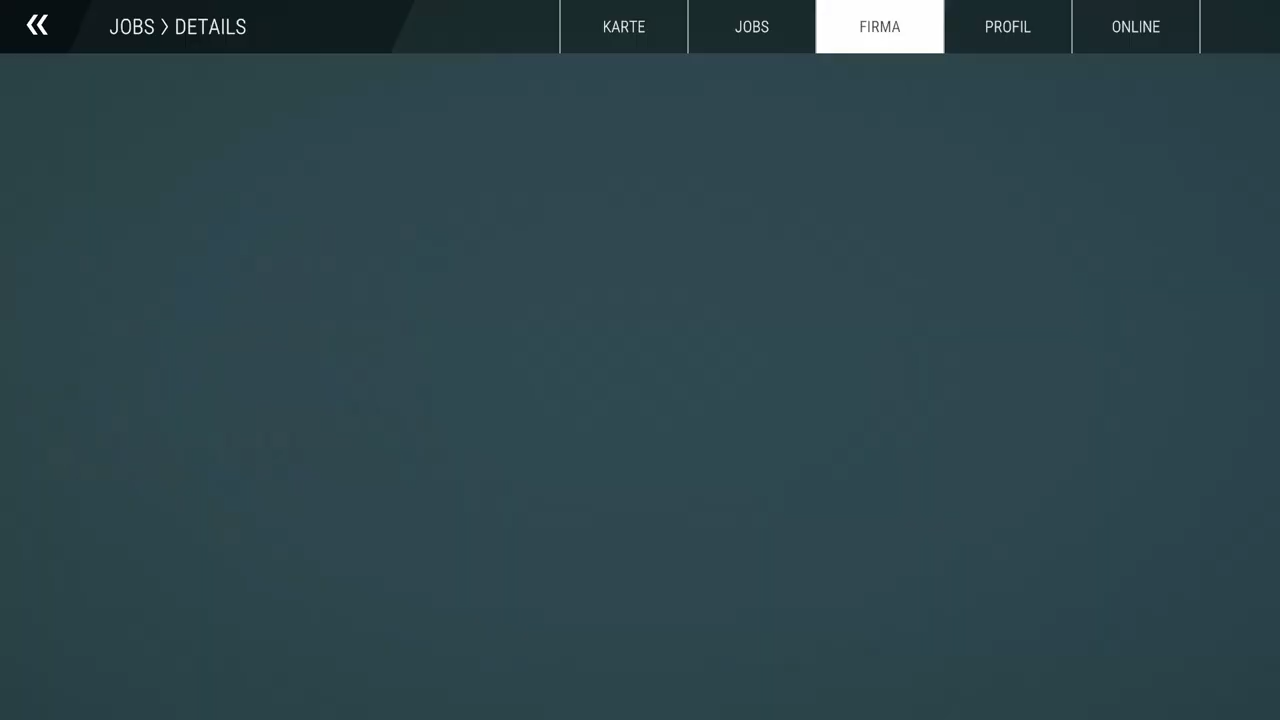 JOBS > DETAILS
KARTE
JOBS
FIRMA
PROFIL
ONLINE